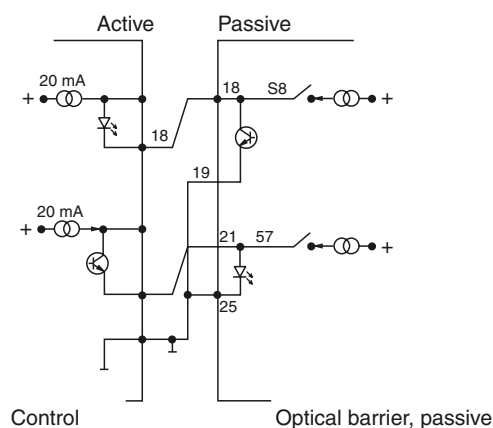 Active
Passive
20 mA
+
18
S8
+
18
19
20 mA
+
21
57
+
25
Control
Optical barrier, passive